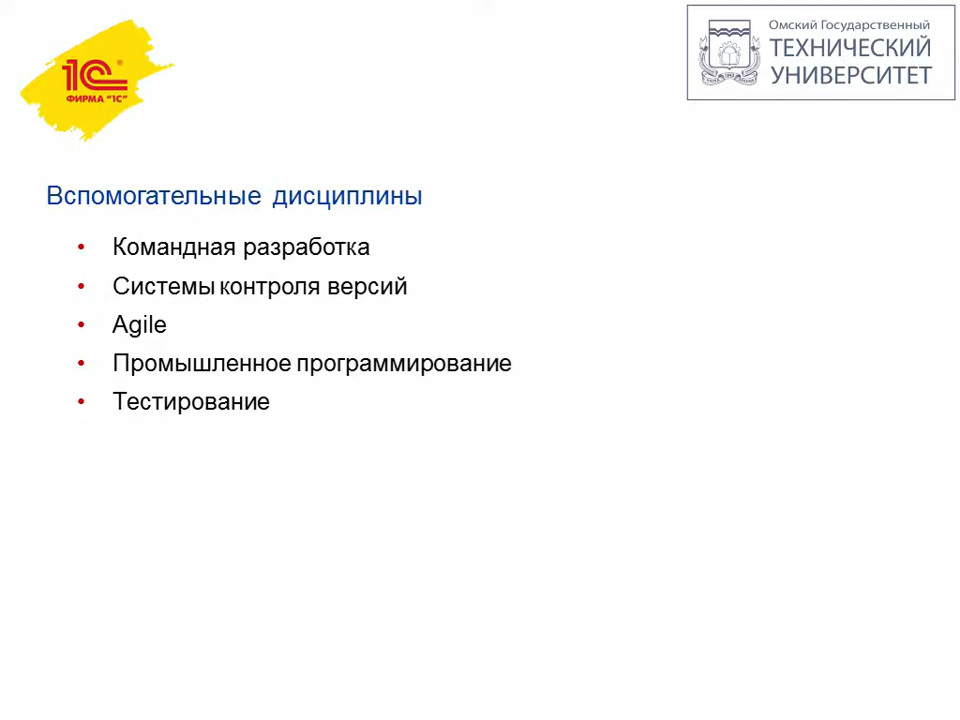 1С®
ФИРМА "1С"
Омский Государственный
ТЕХНИЧЕСКИЙ
УНИВЕРСИТЕТ
Вспомогательные дисциплины
• Командная разработка
• Системы контроля версий
• Agile
• Промышленное программирование
• Тестирование